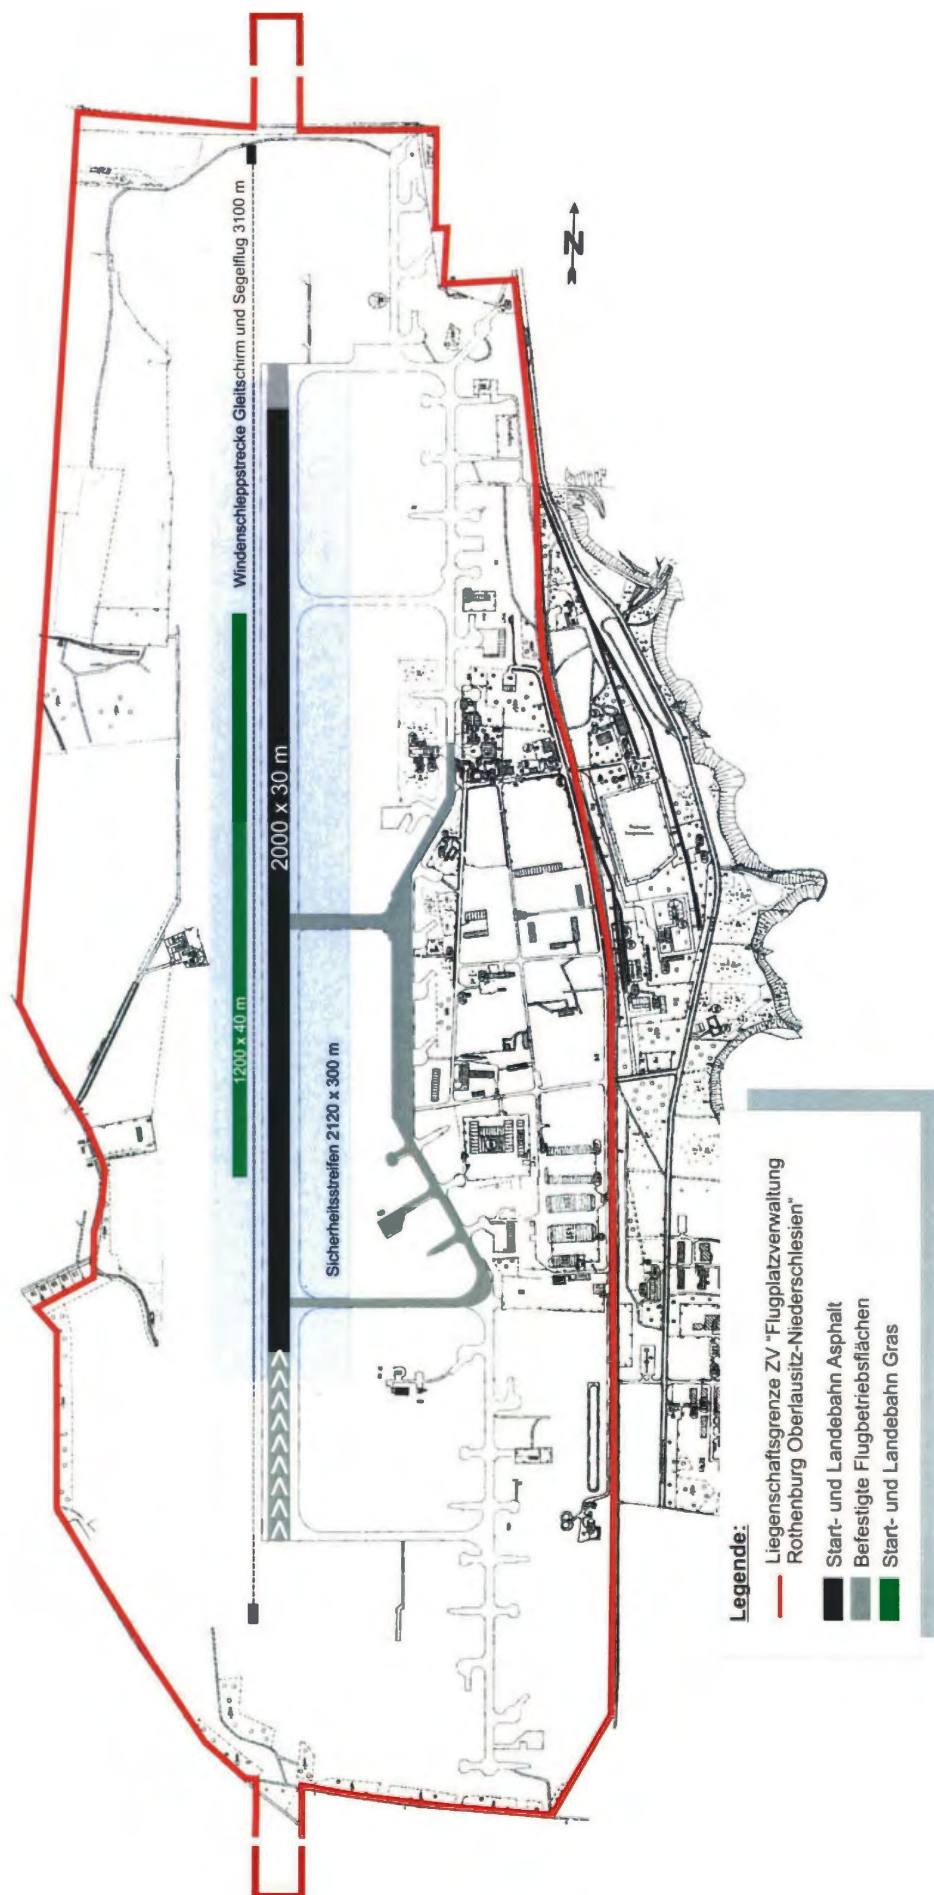 Windenschleppstrecke Gleitschirm und Segelflug 3100 m
1200 x 40 m
2000 x 30 m
Sicherheitsstreifen 2120 x 300 m
N
Legende:
Liegenschaftsgrenze ZV "Flugplatzverwaltung
Rothenburg Oberlausitz-Niederschlesien"
Start- und Landebahn Asphalt
Befestigte Flugbetriebsflächen
Start- und Landebahn Gras